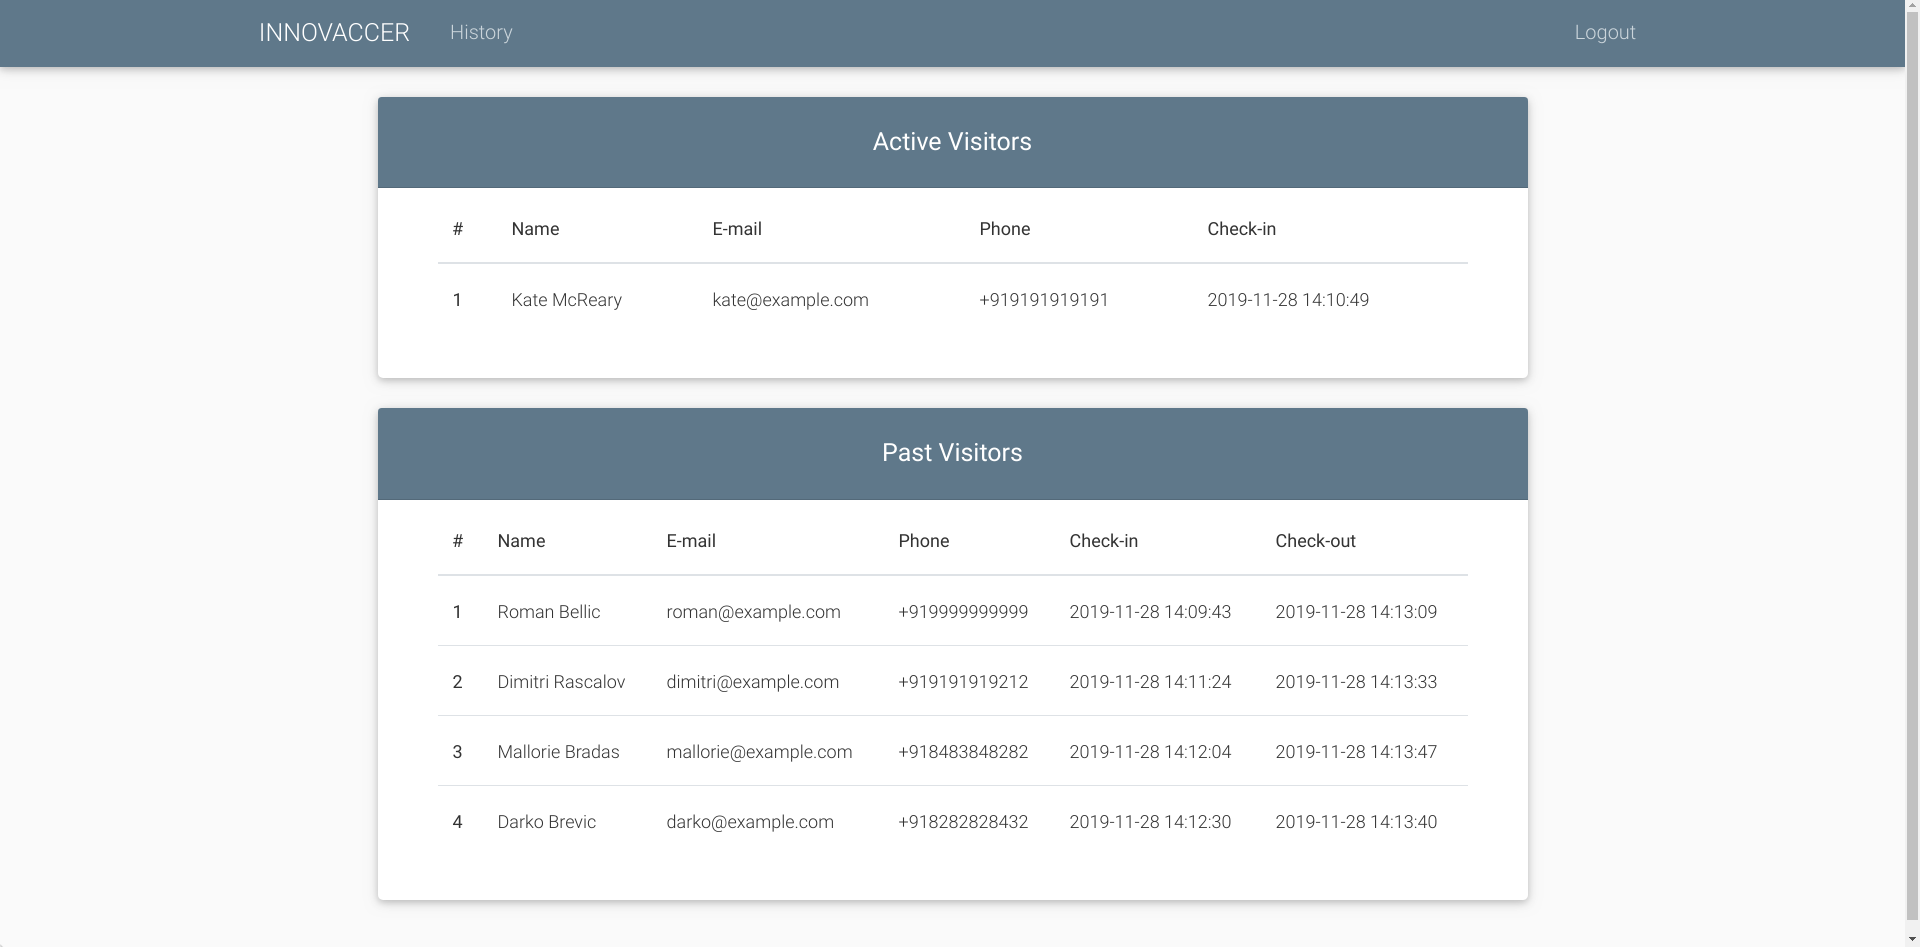 INNOVACCER History Logout
Active Visitors
# Name E-mail Phone Check-in
1 Kate McReary kate@example.com +919191919191 2019-11-28 14:10:49
Past Visitors
# Name E-mail Phone Check-in Check-out
1 Roman Bellic roman@example.com +919999999999 2019-11-28 14:09:43 2019-11-28 14:13:09
2 Dimitri Rascalov dimitri@example.com +919191919212 2019-11-28 14:11:24 2019-11-28 14:13:33
3 Mallorie Bradas mallorie@example.com +918483848282 2019-11-28 14:12:04 2019-11-28 14:13:47
4 Darko Brevic darko@example.com +918282828432 2019-11-28 14:12:30 2019-11-28 14:13:40